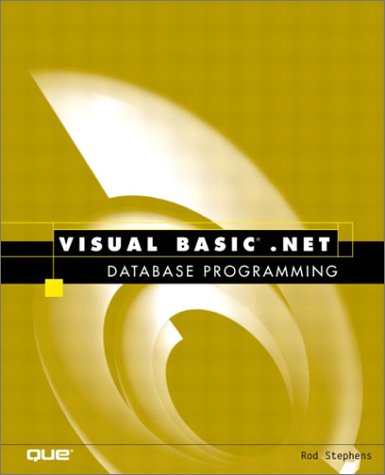 VISUAL BASIC® .NET
DATABASE PROGRAMMING
QUE®
Rod Stephens